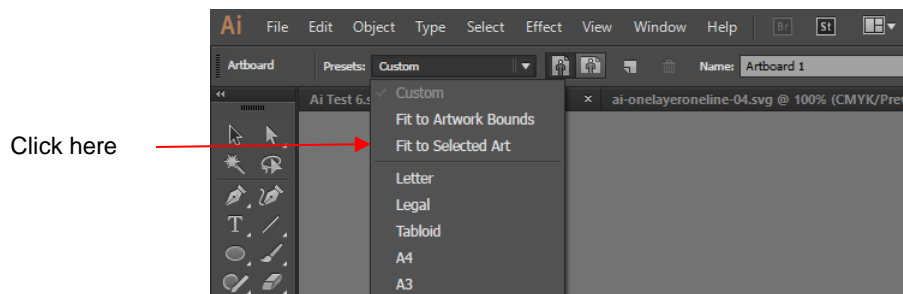 Ai File Edit Object Type Select Effect View Window Help Br St
Artboard Presets: Custom Name: Artboard 1
Ai Test 6.s × ai-onelayeroneline-04.svg @ 100% (CMYK/Prev
Custom
Fit to Artwork Bounds
Click here
Fit to Selected Art
Letter
Legal
Tabloid
A4
A3
T